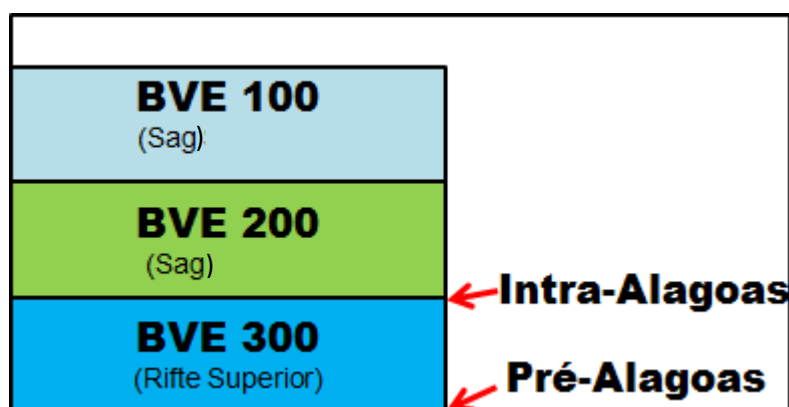 BVE 100
(Sag)
BVE 200
(Sag)
Intra-Alagoas
BVE 300
(Rifte Superior)
Pré-Alagoas